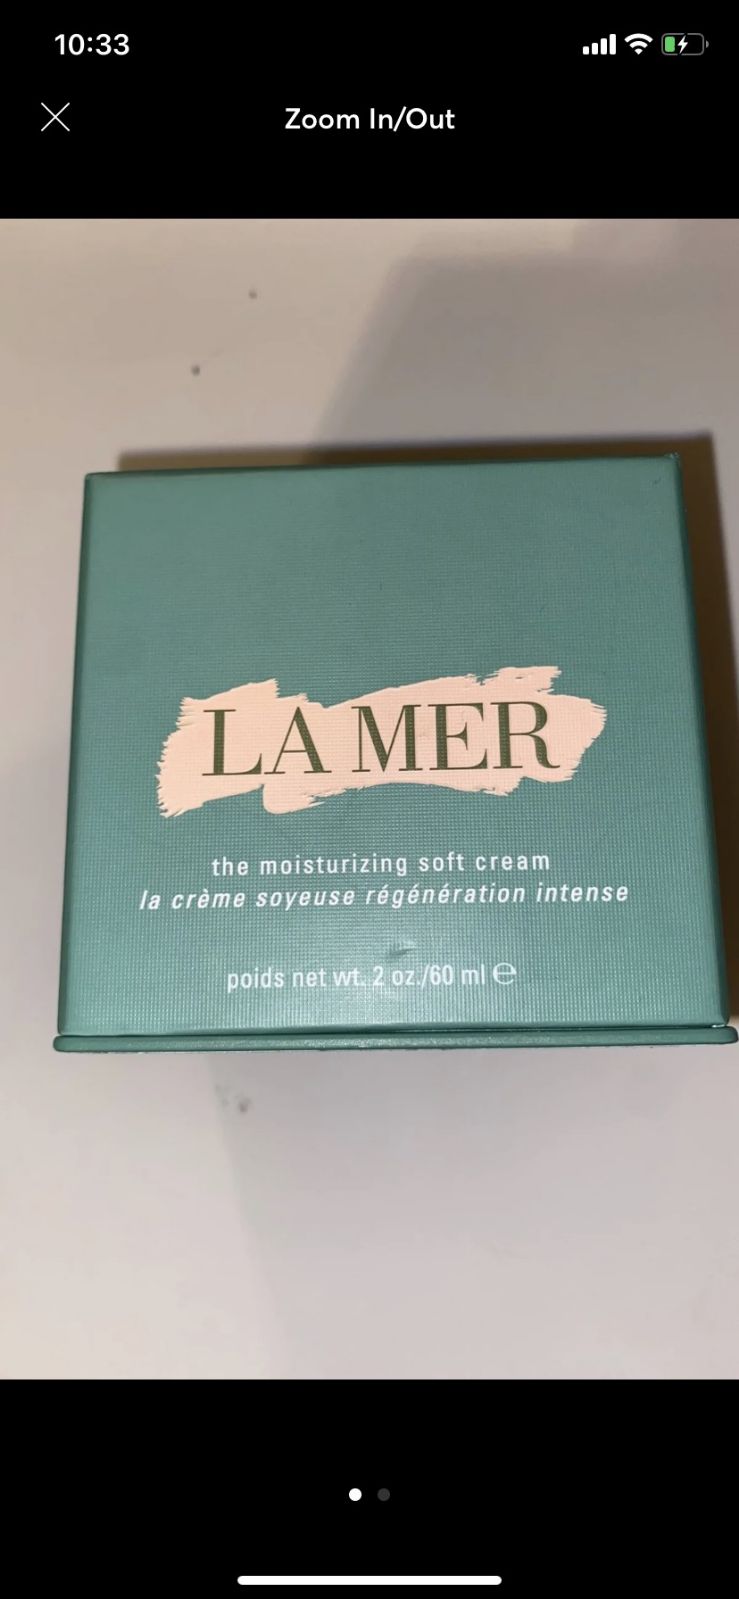 10:33
Zoom In/Out
LA MER
the moisturizing soft cream
la crème soyeuse régénération intense
poids net wt. 2 oz./60 ml ℮